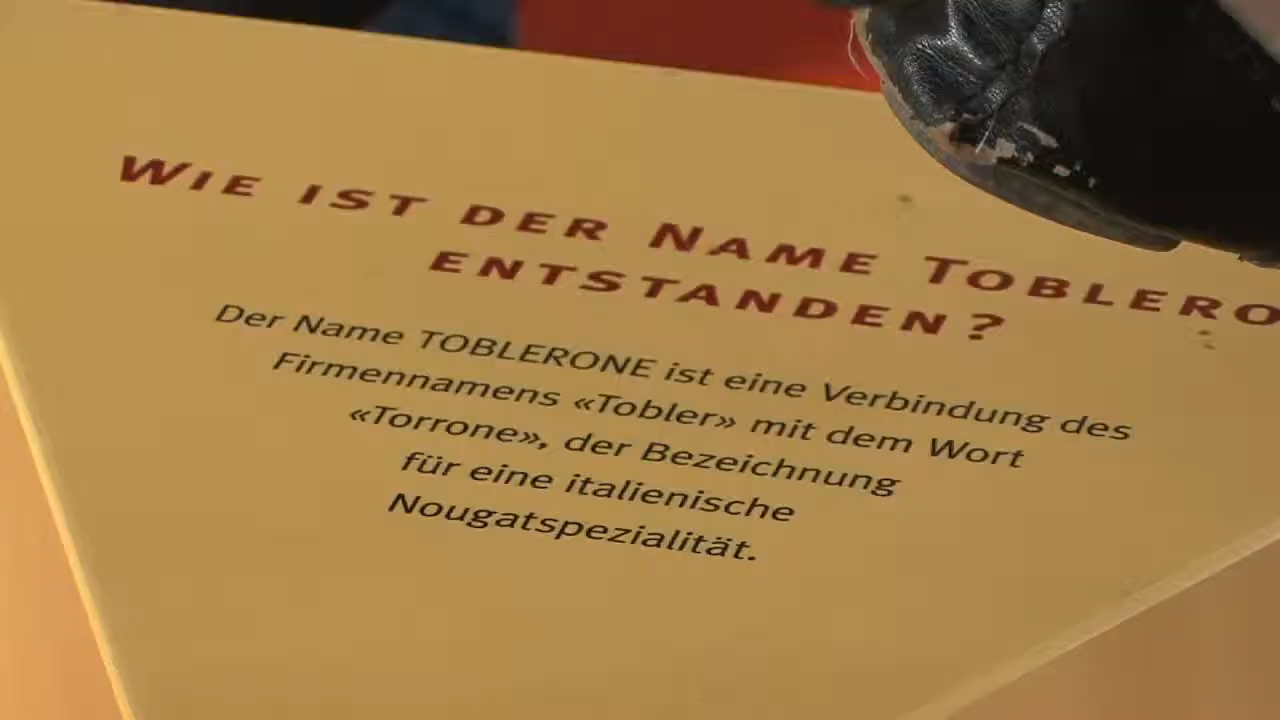 WIE IST DER NAME TOBLERO
ENTSTANDEN?
Der Name TOBLERONE ist eine Verbindung des
Firmennamens «Tobler» mit dem Wort
«Torrone», der Bezeichnung
für eine italienische
Nougatspezialität.